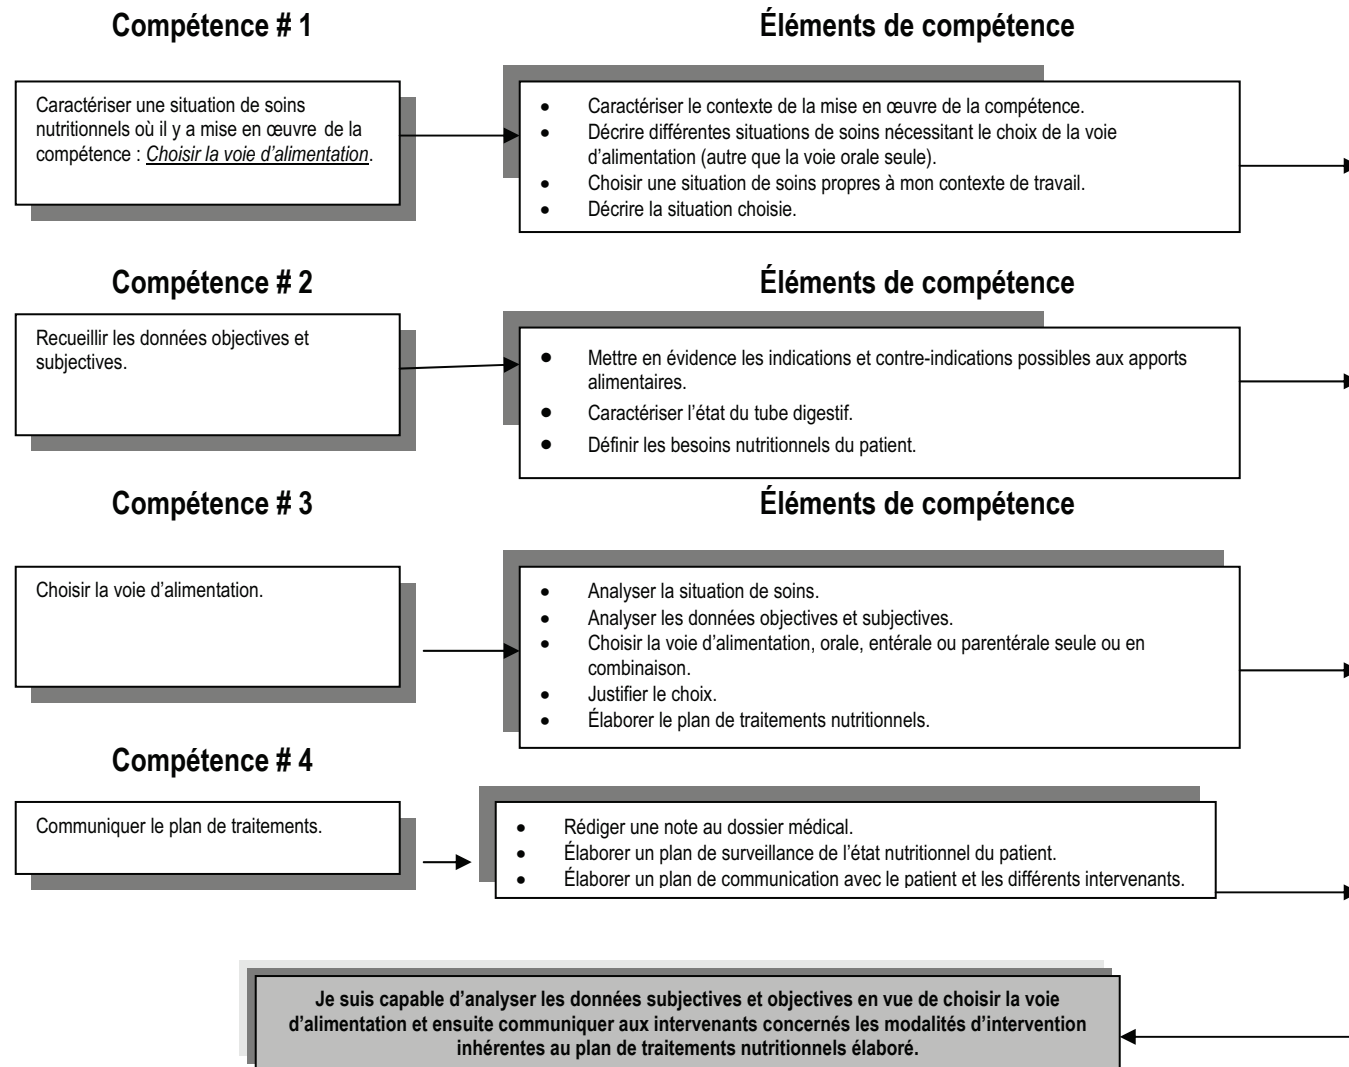 Compétence # 1
Éléments de compétence
Caractériser une situation de soins
nutritionnels où il y a mise en œuvre de la
compétence : Choisir la voie d'alimentation.
• Caractériser le contexte de la mise en œuvre de la compétence.
• Décrire différentes situations de soins nécessitant le choix de la voie
d'alimentation (autre que la voie orale seule).
• Choisir une situation de soins propres à mon contexte de travail.
• Décrire la situation choisie.
Compétence # 2
Éléments de compétence
Recueillir les données objectives et
subjectives.
• Mettre en évidence les indications et contre-indications possibles aux apports
alimentaires.
• Caractériser l'état du tube digestif.
• Définir les besoins nutritionnels du patient.
Compétence # 3
Éléments de compétence
Choisir la voie d'alimentation.
• Analyser la situation de soins.
• Analyser les données objectives et subjectives.
• Choisir la voie d'alimentation, orale, entérale ou parentérale seule ou en
combinaison.
• Justifier le choix.
• Élaborer le plan de traitements nutritionnels.
Compétence # 4
Communiquer le plan de traitements.
• Rédiger une note au dossier médical.
• Élaborer un plan de surveillance de l'état nutritionnel du patient.
• Élaborer un plan de communication avec le patient et les différents intervenants.
Je suis capable d'analyser les données subjectives et objectives en vue de choisir la voie
d'alimentation et ensuite communiquer aux intervenants concernés les modalités d'intervention
inhérentes au plan de traitements nutritionnels élaboré.